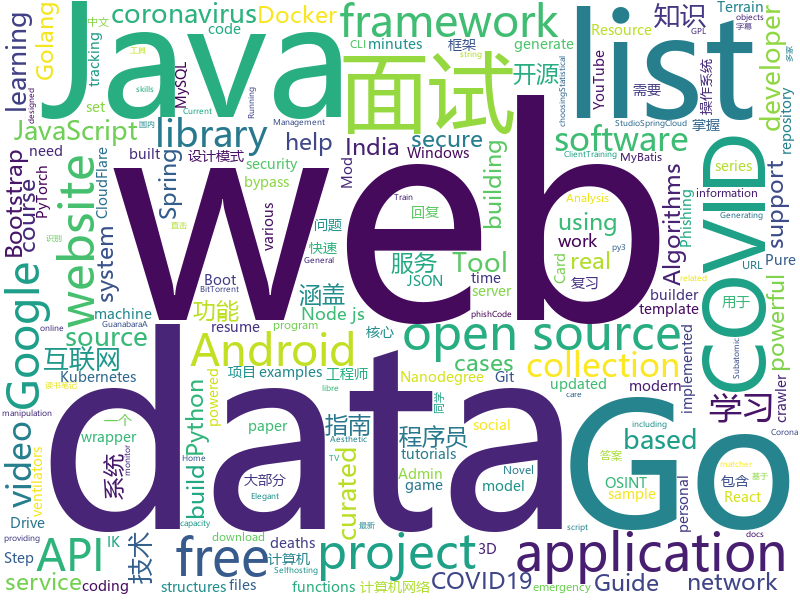 web
data
Java
list
Go
COVID
面试
framework
coronavirus
Docker
learning
Golang
code
tracking
CLI
minutes
generate
中文
工具
string
框架
MySQL
set
JavaScript
library
help
need
built
设计模式
Spring
security
bypass
CloudFlare
PyTorch
Bootstrap
course
website
India
secure
Windows
Mod
various
building
开源
知识
YouTube
Resource
Terrain
objects
字幕
GPL
需要
操作系统
多家
developer
repository
掌握
StudioSpringCloud
choosingStatistical
software
ClientTraining
MyBatis
series
information
Algorithms
Phishing
Analysis
Generating
Pure
URL
support
using
work
real
py3
Card
复习
time
Tool
server
服务
回复
问题
快速
General
Train
JSON
涵盖
Node js
BitTorrent
Boot
功能
直击
识别
国内
skills
Running
designed
Current
Management
system
machine
Google
video
source
互联网
Kubernetes
Android
resume
program
核心
open source
cases
collection
powerful
用于
builder
template
modern
crawler
implemented
学习
Subatomic
online
读书笔记
manipulation
Drive
Step
API
service
coding
wrapper
系统
技术
大部分
build
Python
项目
examples
工程师
指南
程序员
同学
curated
paper
tutorials
Admin
game
model
Nanodegree
Git
updated
social
OSINT
based
React
personal
sample
一个
包含
答案
GuanabaraA
powered
libre
Aesthetic
TV
Novel
including
Corona
matcher
基于
related
ventilators
deaths
Home
monitor
IK
free
project
application
Guide
network
docs
structures
functions
files
download
计算机
计算机网络
COVID19
3D
capacity
Selfhosting
最新
script
Elegant
emergency
care
providing